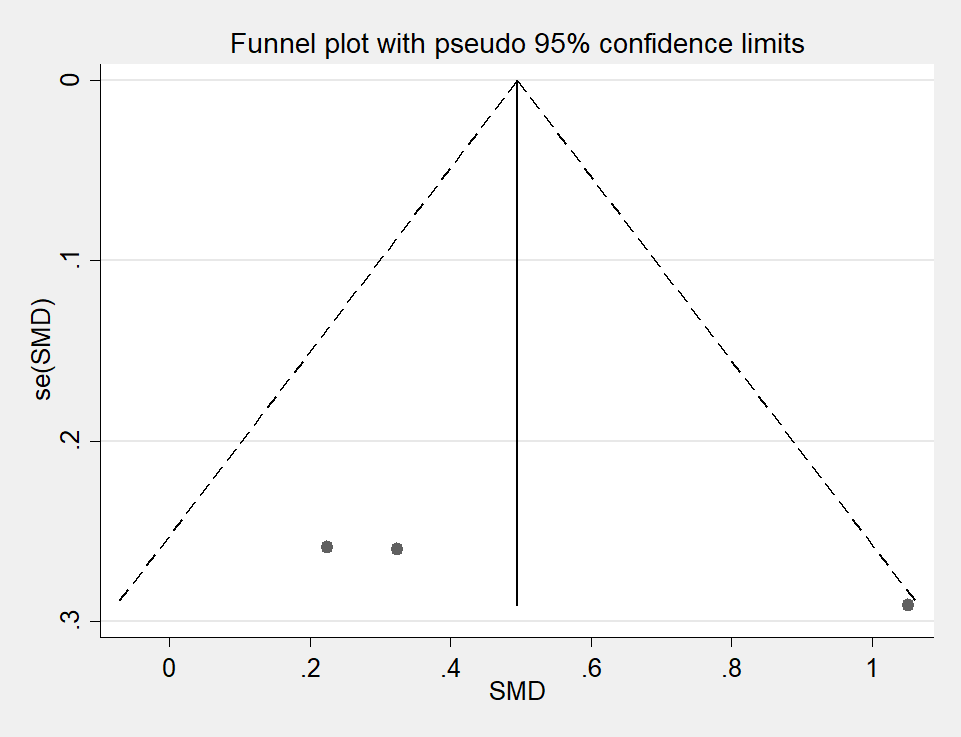 Funnel plot with pseudo 95% confidence limits
0
.1
.2
.3
se(SMD)
0 .2 .4 .6 .8 1
SMD